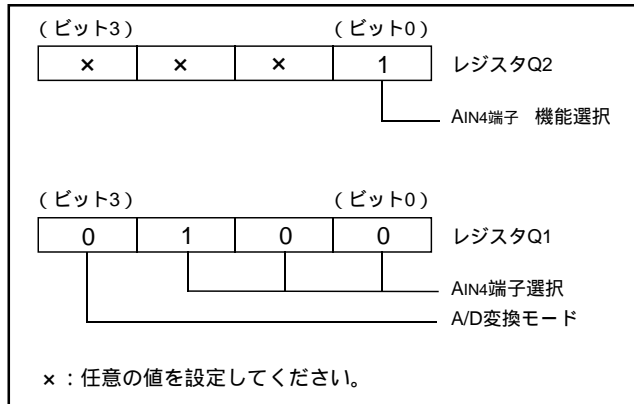 （ビット3） （ビット0）
× × × 1 レジスタQ2
AIN4端子 機能選択
（ビット3） （ビット0）
0 1 0 0 レジスタQ1
AIN4端子選択
A/D変換モード
×：任意の値を設定してください。